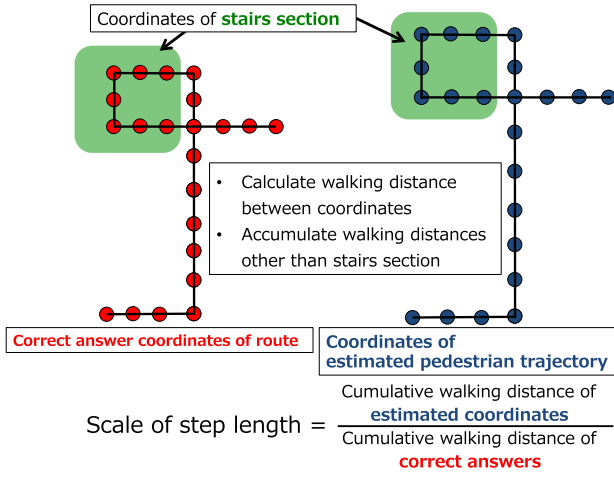 Coordinates of stairs section
• Calculate walking distance
between coordinates
• Accumulate walking distances
other than stairs section
Correct answer coordinates of route
Coordinates of
estimated pedestrian trajectory
Scale of step length =
Cumulative walking distance of
estimated coordinates
Cumulative walking distance of
correct answers